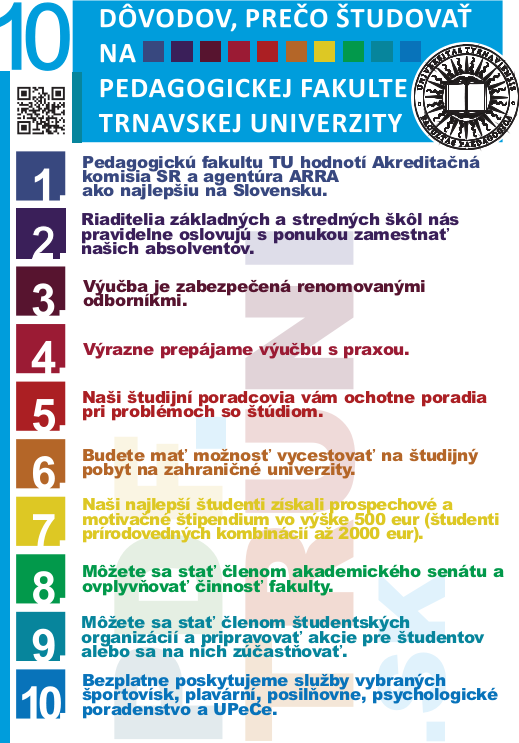 10
DÔVODOV, PREČO ŠTUDOVAŤ
NA
PEDAGOGICKEJ FAKULTE
TRNAVSKEJ UNIVERZITY
UNIVERSITAS TYRNAVIENSIS
FACULTAS PAEDAGOGICA
1.
Pedagogickú fakultu TU hodnotí Akreditačná
komisia SR a agentúra ARRA
ako najlepšiu na Slovensku.
2.
Riaditelia základných a stredných škôl nás
pravidelne oslovujú s ponukou zamestnať
našich absolventov.
3.
Výučba je zabezpečená renomovanými
odborníkmi.
4.
Výrazne prepájame výučbu s praxou.
5.
Naši študijní poradcovia vám ochotne poradia
pri problémoch so štúdiom.
6.
Budete mať možnosť vycestovať na študijný
pobyt na zahraničné univerzity.
7.
Naši najlepší študenti získali prospechové a
motivačné štipendium vo výške 500 eur (študenti
prírodovedných kombinácií až 2000 eur).
8.
Môžete sa stať členom akademického senátu a
ovplyvňovať činnosť fakulty.
9.
Môžete sa stať členom študentských
organizácií a pripravovať akcie pre študentov
alebo sa na nich zúčastňovať.
10.
Bezplatne poskytujeme služby vybraných
športovísk, plavární, posilňovne, psychologické
poradenstvo a UPeCe.
PDF.
TRUNI
.sk